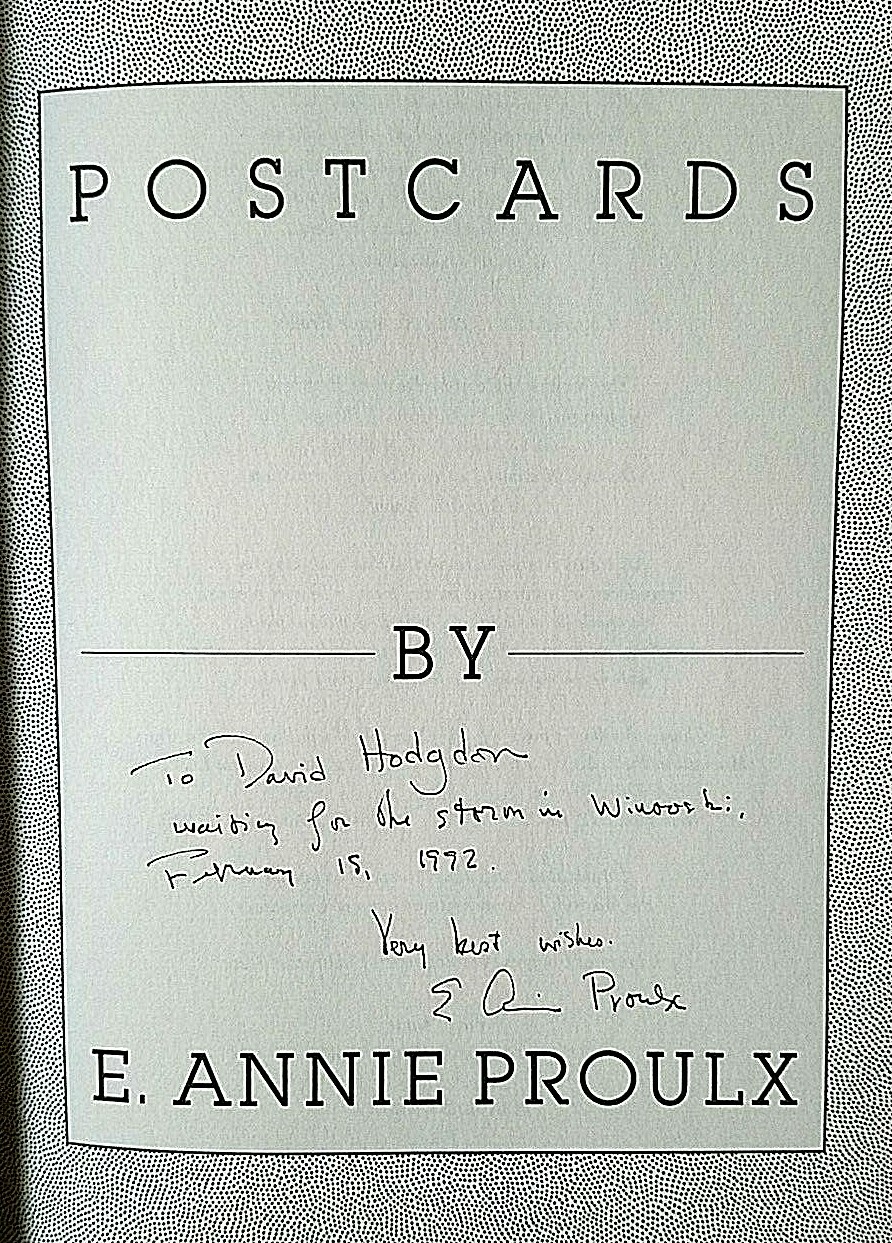 POSTCARDS
BY
To David Hodgdon
waiting for the storm in Winooski,
February 15, 1992.
Very best wishes.
E Annie Proulx
E. ANNIE PROULX